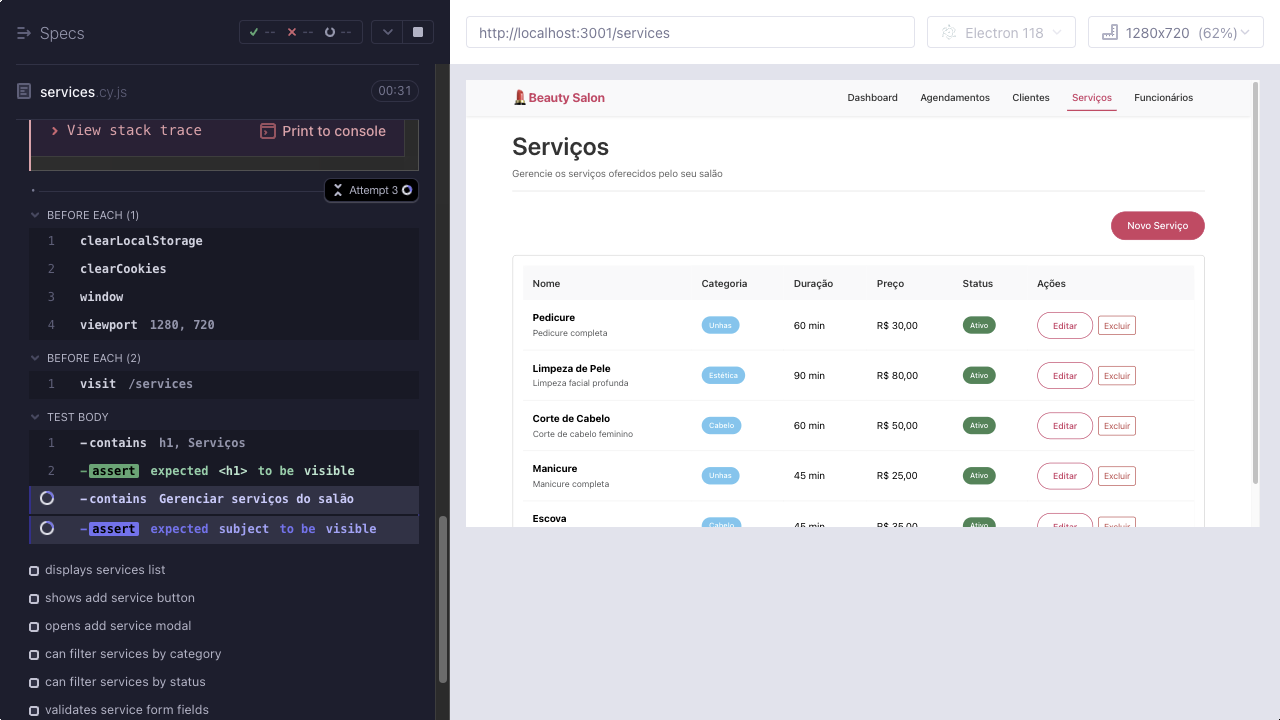 Specs
-- -- --
services.cy.js
00:31
View stack trace
Print to console
Attempt 3
BEFORE EACH (1)
1 clearLocalStorage
2 clearCookies
3 window
4 viewport 1280, 720
BEFORE EACH (2)
1 visit /services
TEST BODY
1 -contains h1, Serviços
2 -assert expected <h1> to be visible
-contains Gerenciar serviços do salão
-assert expected subject to be visible
displays services list
shows add service button
opens add service modal
can filter services by category
can filter services by status
validates service form fields
http://localhost:3001/services
Electron 118
1280x720 (62%)
Beauty Salon
Dashboard Agendamentos Clientes Serviços Funcionários
Serviços
Gerencie os serviços oferecidos pelo seu salão
Novo Serviço
Nome Categoria Duração Preço Status Ações
Pedicure
Pedicure completa
Unhas 60 min R$ 30,00 Ativo Editar Excluir
Limpeza de Pele
Limpeza facial profunda
Estética 90 min R$ 80,00 Ativo Editar Excluir
Corte de Cabelo
Corte de cabelo feminino
Cabelo 60 min R$ 50,00 Ativo Editar Excluir
Manicure
Manicure completa
Unhas 45 min R$ 25,00 Ativo Editar Excluir
Escova
Cabelo 45 min R$ 35,00 Ativo Editar Excluir